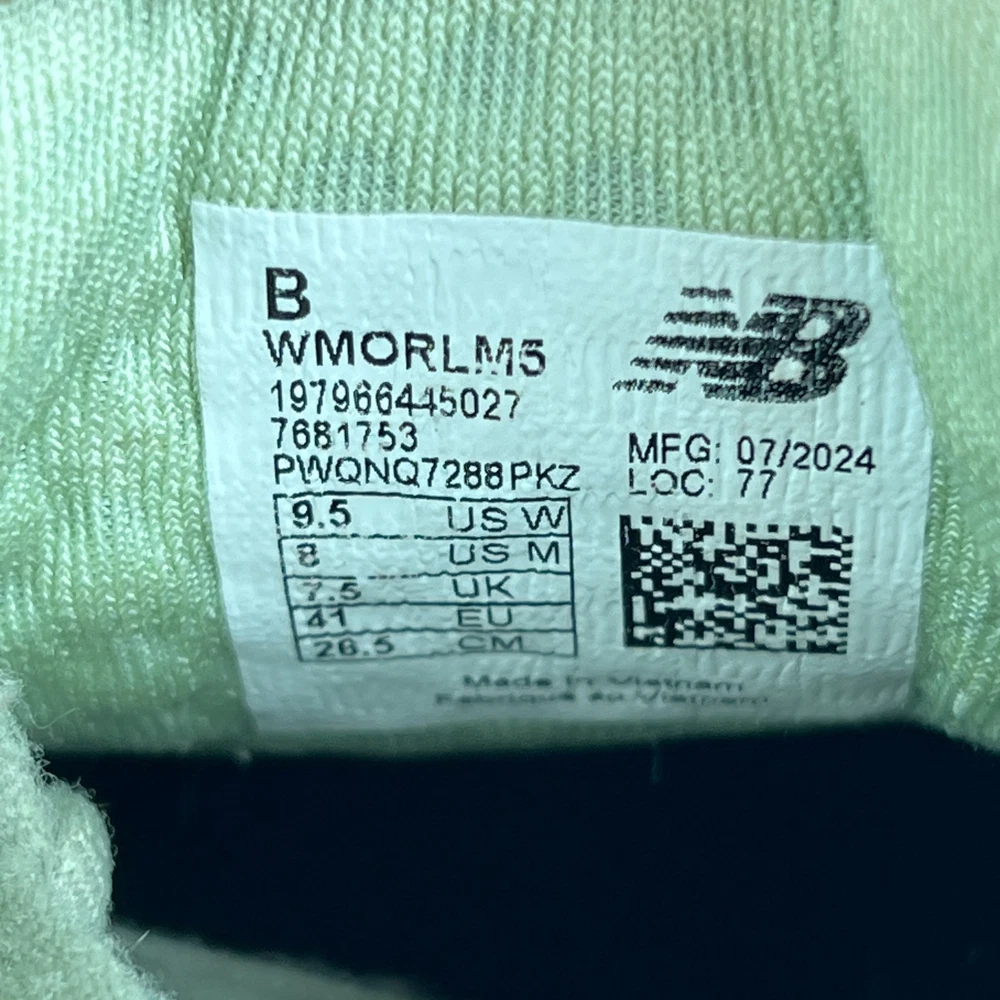 B
WMORLM5
197966445027
7681753
PWQNQ7288PKZ
NB
MFG: 07/2024
LOC: 77
9.5 US W
8 US M
7.5 UK
41 EU
26.5 CM
Made in Vietnam
Fabriqué au Vietnam